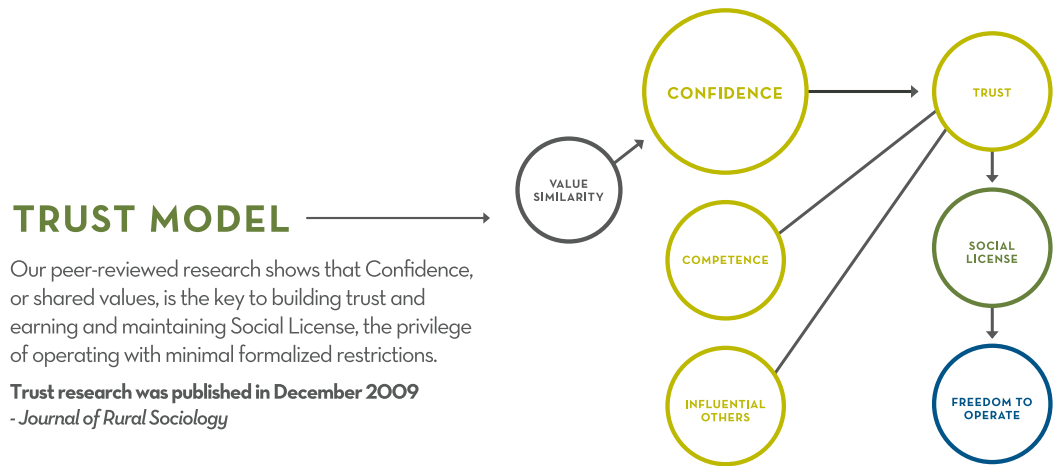 TRUST MODEL
Our peer-reviewed research shows that Confidence,
or shared values, is the key to building trust and
earning and maintaining Social License, the privilege
of operating with minimal formalized restrictions.
Trust research was published in December 2009
- Journal of Rural Sociology
VALUE
SIMILARITY
CONFIDENCE
COMPETENCE
INFLUENTIAL
OTHERS
TRUST
SOCIAL
LICENSE
FREEDOM TO
OPERATE